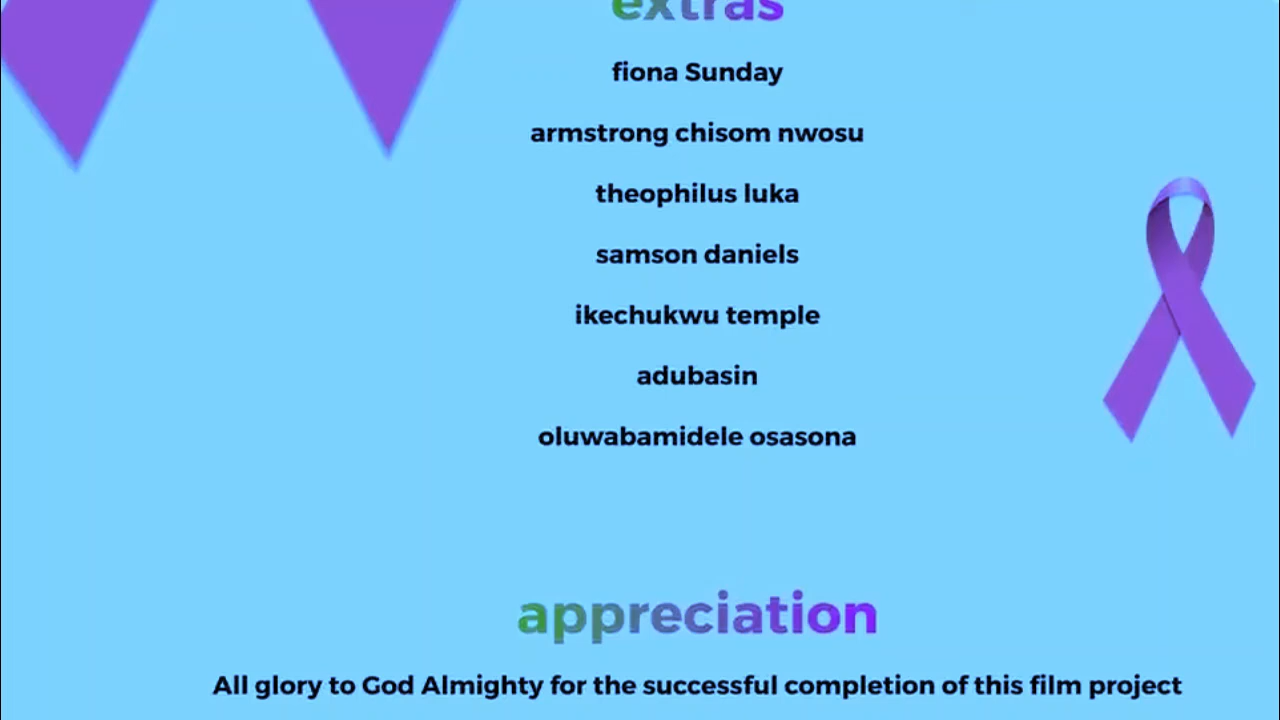 extras
fiona Sunday
armstrong chisom nwosu
theophilus luka
samson daniels
ikechukwu temple
adubasin
oluwabamidele osasona
appreciation
All glory to God Almighty for the successful completion of this film project